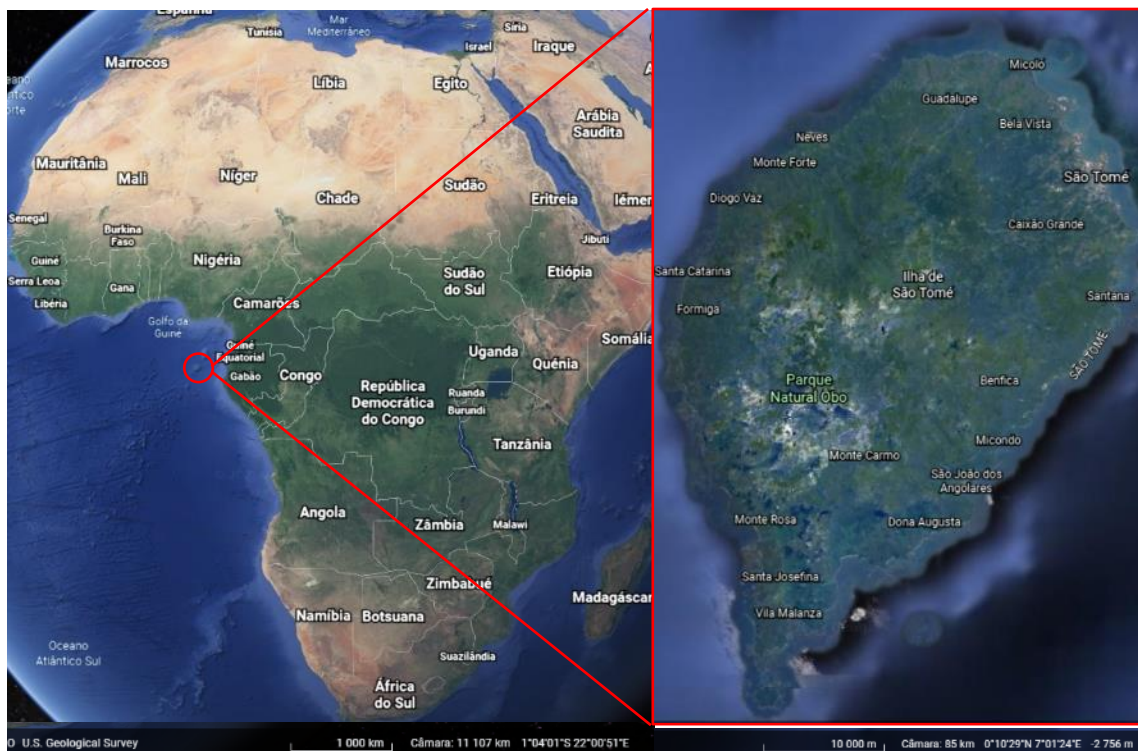 Mar
Mediterrâneo
Tunísia
Síria
Israel
Iraque
Marrocos
Líbia
Egito
Arábia
Saudita
Mauritânia
Mali
Níger
Chade
Sudão
Eritreia
Iémen
Senegal
Burkina
Faso
Jibuti
Guiné
Nigéria
Serra Leoa
Gana
Sudão
do Sul
Etiópia
Libéria
Camarões
Golfo da
Guiné
Guiné
Equatorial
Somália
Uganda
Quénia
Gabão
Congo
República
Democrática
do Congo
Ruanda
Burundi
Tanzânia
Angola
Zâmbia
Malawi
Zimbabué
Madagáscar
Namíbia
Botsuana
Oceano
Atlântico Sul
Suazilândia
África
do Sul
U.S. Geological Survey
1 000 km
Câmara: 11 107 km 1°04'01"S 22°00'51"E
Micoló
Guadalupe
Bela Vista
Neves
Monte Forte
São Tomé
Diogo Vaz
Caixão Grande
Santa Catarina
Ilha de
São Tomé
Santana
Formiga
SÃO TOMÉ
Parque
Natural Obo
Benfica
Micondo
Monte Carmo
São João dos
Angolares
Monte Rosa
Dona Augusta
Santa Josefina
Vila Malanza
10 000 m
Câmara: 85 km 0°10'29"N 7°01'24"E -2 756 m